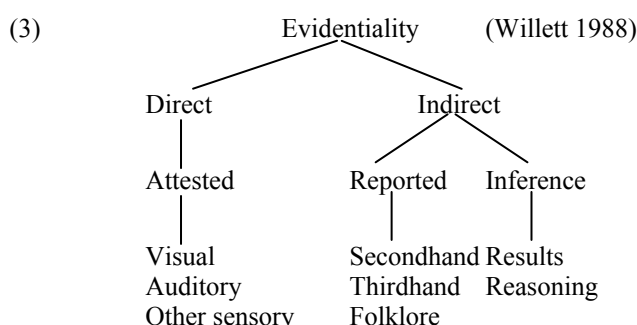 (3) Evidentiality (Willett 1988)
Direct Indirect
Attested Reported Inference
Visual Secondhand Results
Auditory Thirdhand Reasoning
Other sensory Folklore